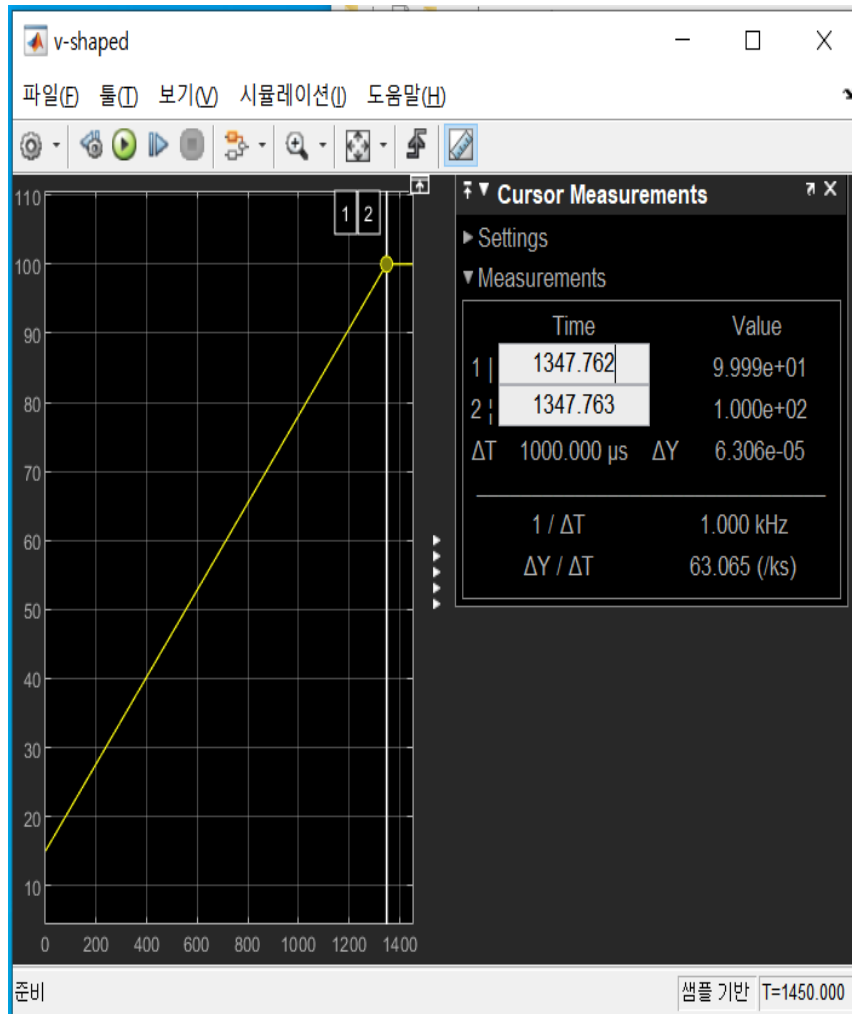 v-shaped
파일(F) 툴(T) 보기(V) 시뮬레이션(I) 도움말(H)
110
100
90
80
70
60
50
40
30
20
10
0 200 400 600 800 1000 1200 1400
1 2
Cursor Measurements
Settings
Measurements
Time Value
1 | 1347.762 9.999e+01
2 ¦ 1347.763 1.000e+02
ΔT 1000.000 µs ΔY 6.306e-05
1 / ΔT 1.000 kHz
ΔY / ΔT 63.065 (/ks)
준비 샘플 기반 T=1450.000